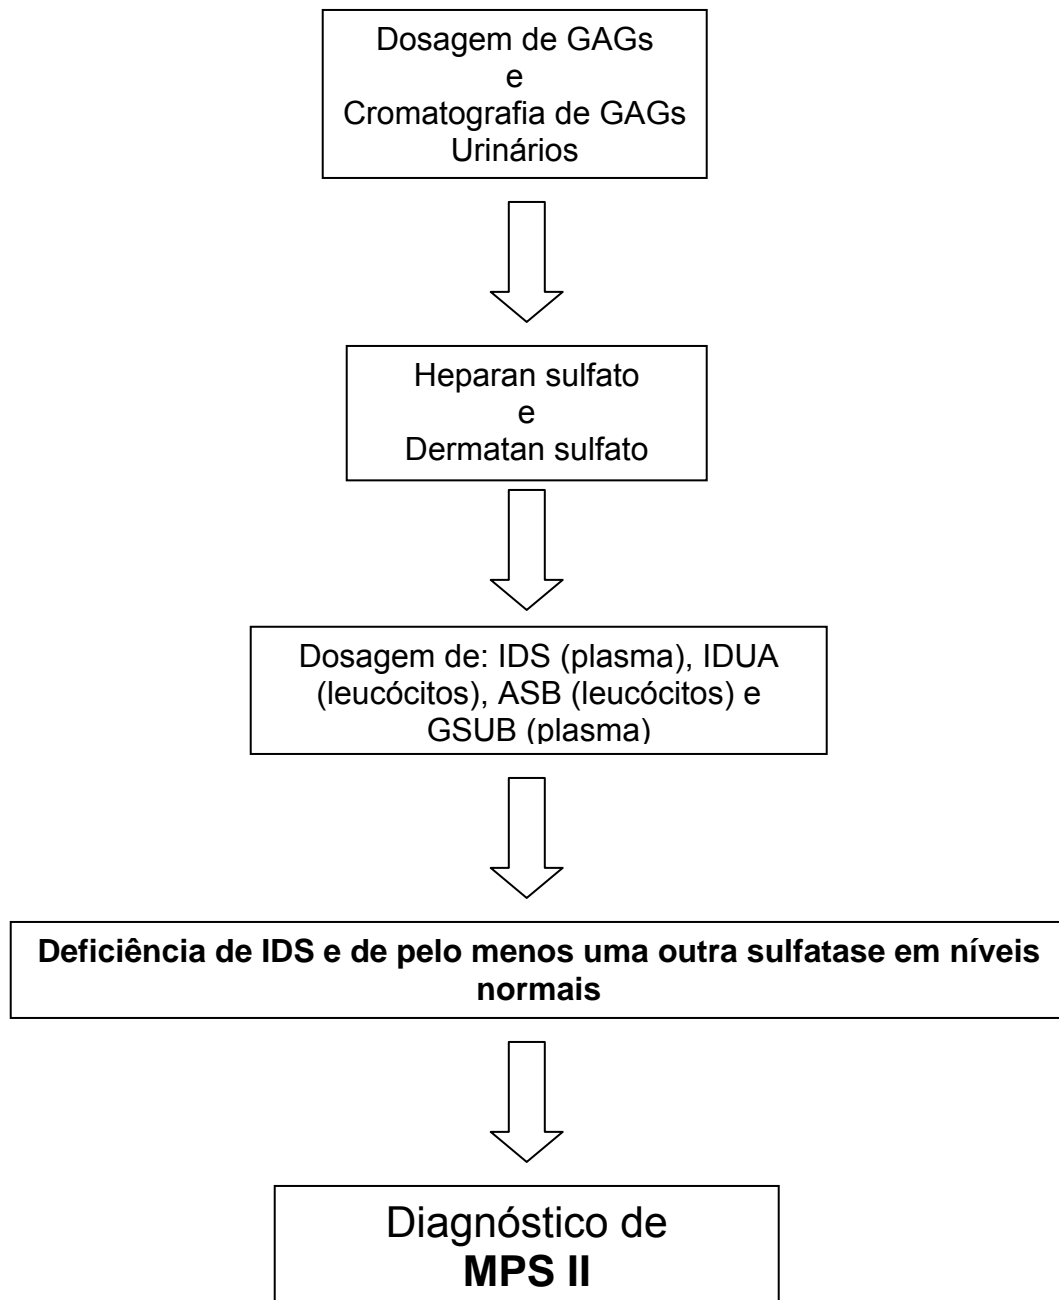 Dosagem de GAGs
e
Cromatografia de GAGs
Urinários
Heparan sulfato
e
Dermatan sulfato
Dosagem de: IDS (plasma), IDUA
(leucócitos), ASB (leucócitos) e
GSUB (plasma)
Deficiência de IDS e de pelo menos uma outra sulfatase em níveis
normais
Diagnóstico de
MPS II